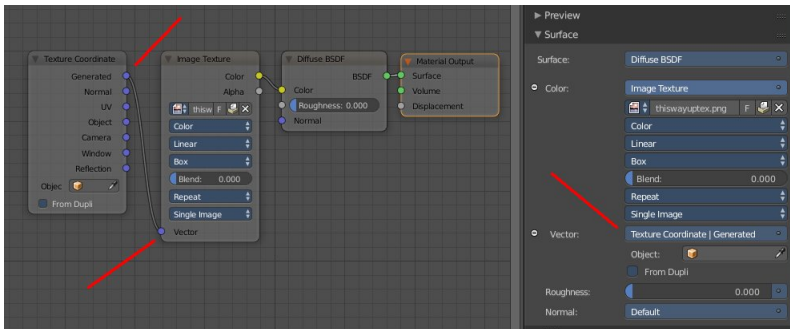 Texture Coordinate
Generated
Normal
UV
Object
Camera
Window
Reflection
Objec
From Dupli
Image Texture
Color
Alpha
thisw F
Color
Linear
Box
Blend: 0.000
Repeat
Single Image
Vector
Diffuse BSDF
BSDF
Color
Roughness: 0.000
Normal
Material Output
Surface
Volume
Displacement
Preview
Surface
Surface: Diffuse BSDF
Color: Image Texture
thiswayuptex.png F
Color
Linear
Box
Blend: 0.000
Repeat
Single Image
Vector: Texture Coordinate | Generated
Object:
From Dupli
Roughness: 0.000
Normal: Default